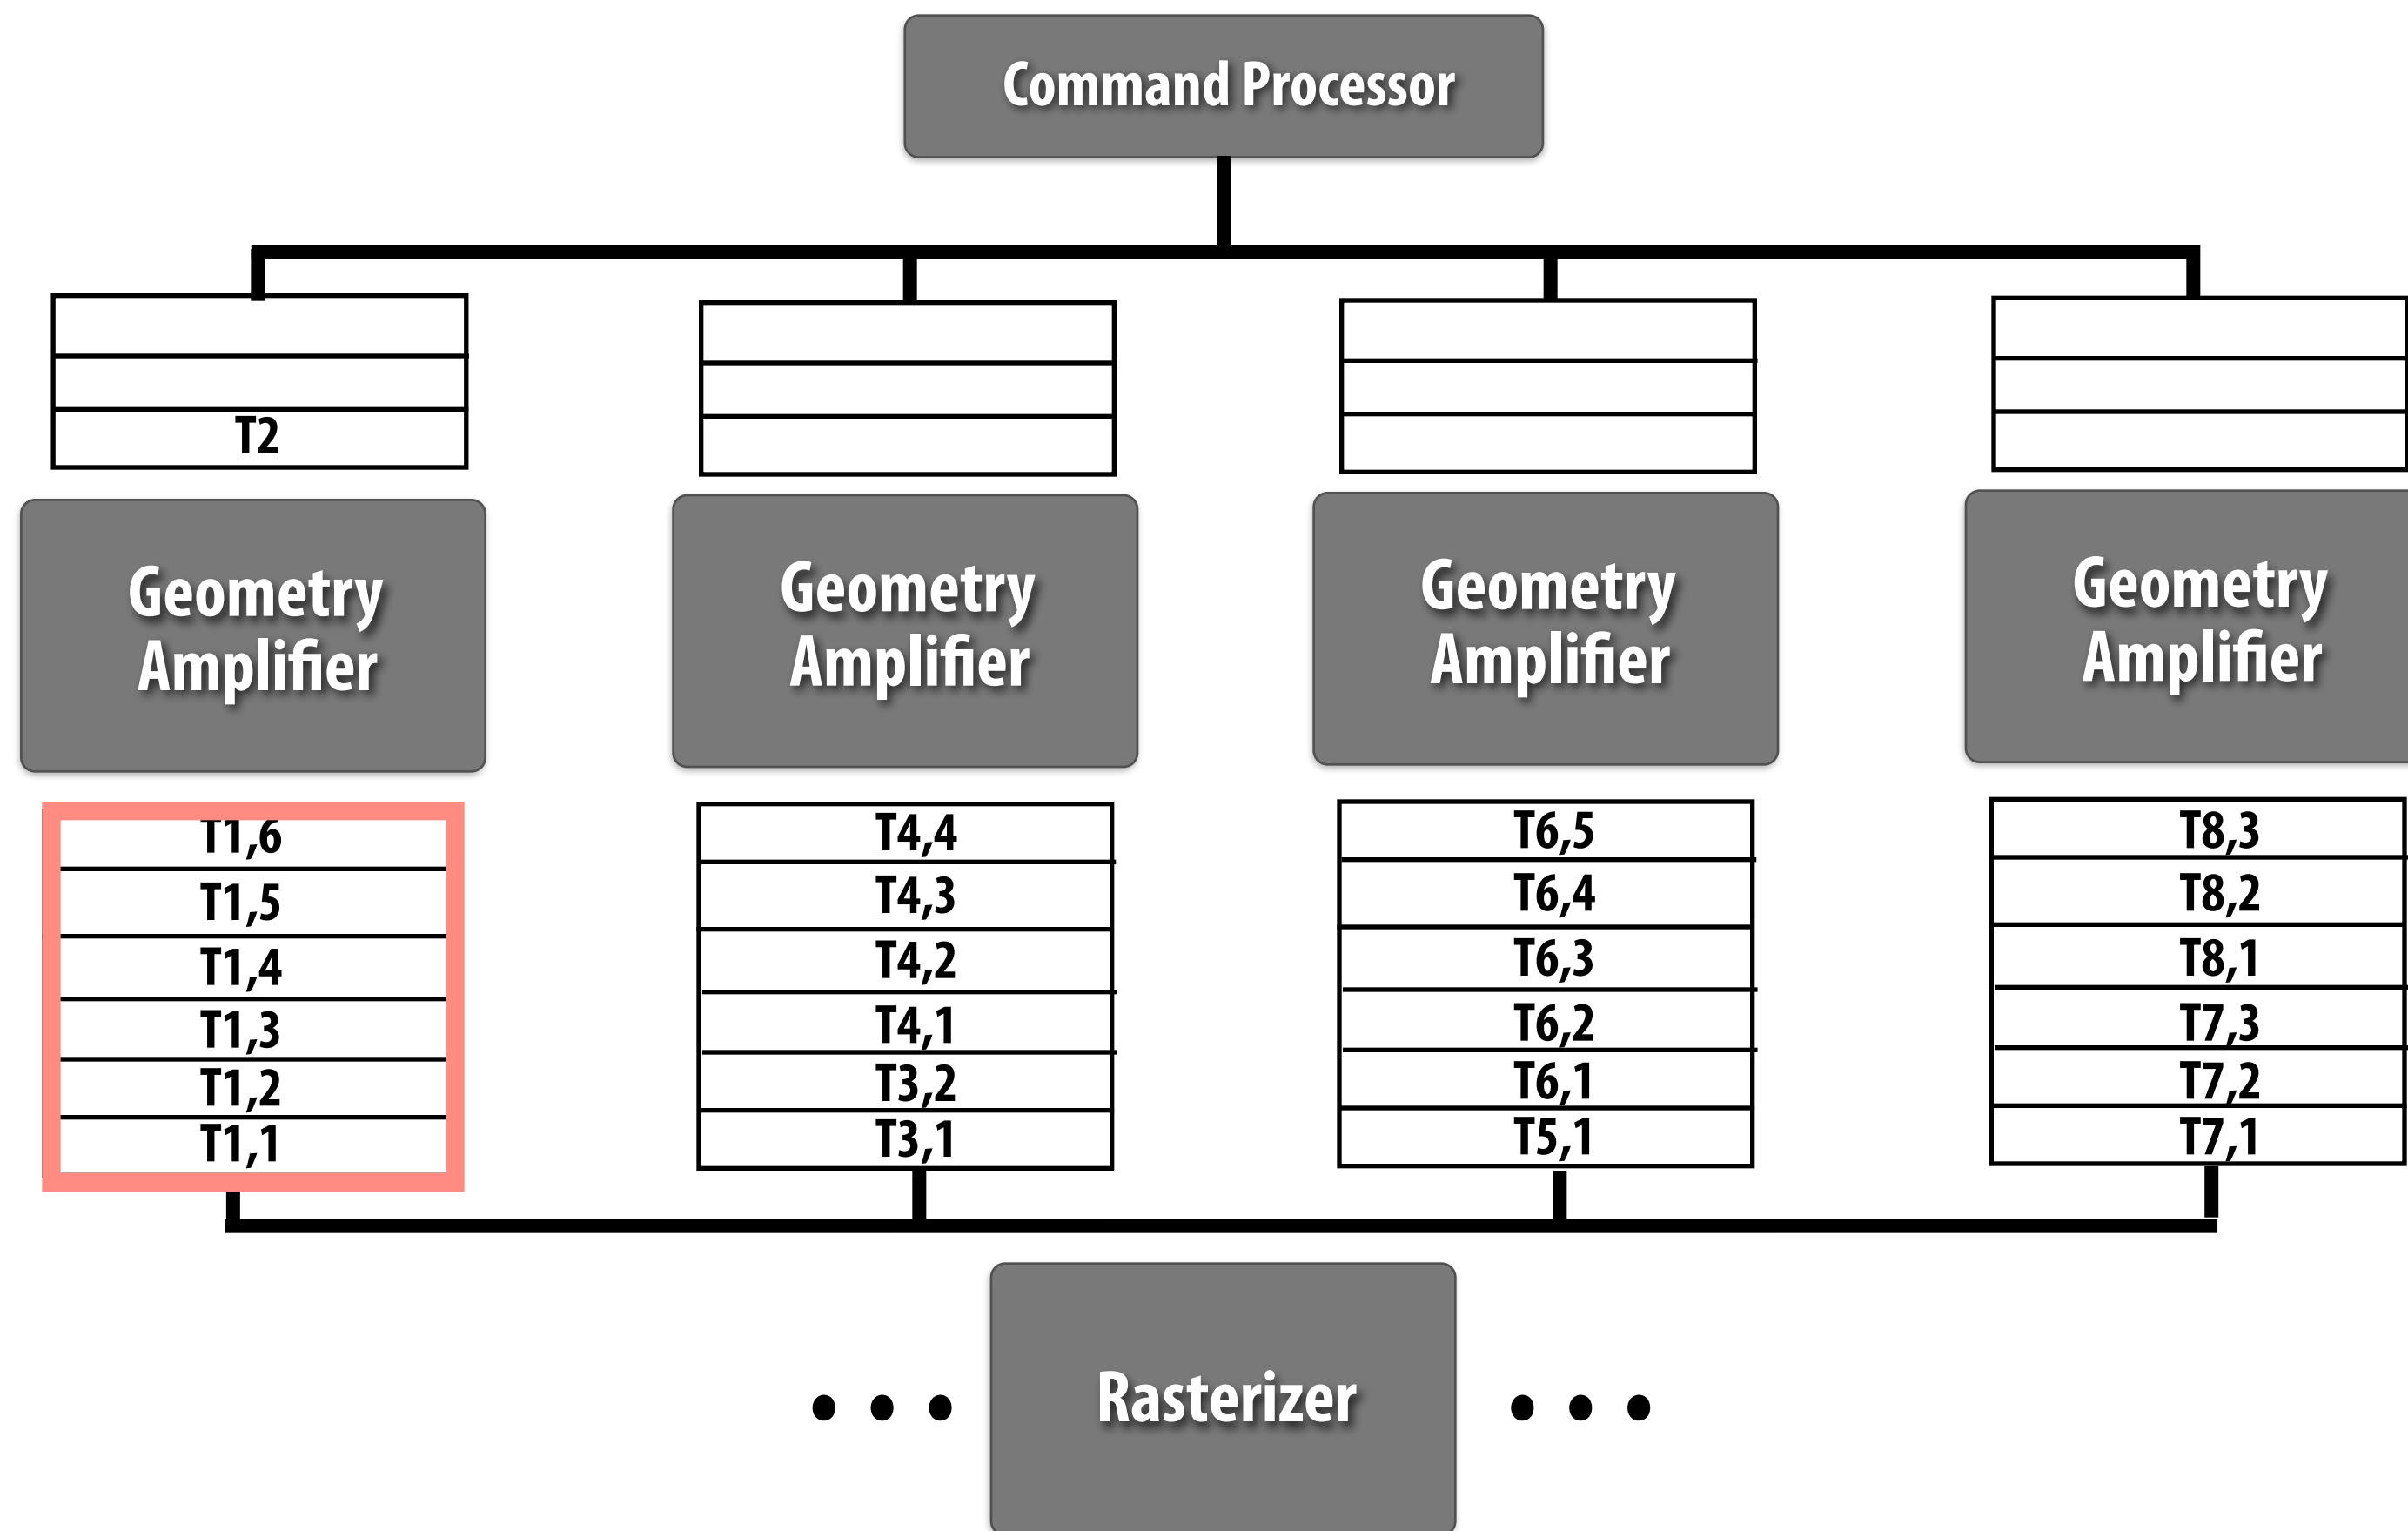 Command Processor
T2
Geometry
Amplifier
Geometry
Amplifier
Geometry
Amplifier
Geometry
Amplifier
T1,6
T1,5
T1,4
T1,3
T1,2
T1,1
T4,4
T4,3
T4,2
T4,1
T3,2
T3,1
T6,5
T6,4
T6,3
T6,2
T6,1
T5,1
T8,3
T8,2
T8,1
T7,3
T7,2
T7,1
Rasterizer